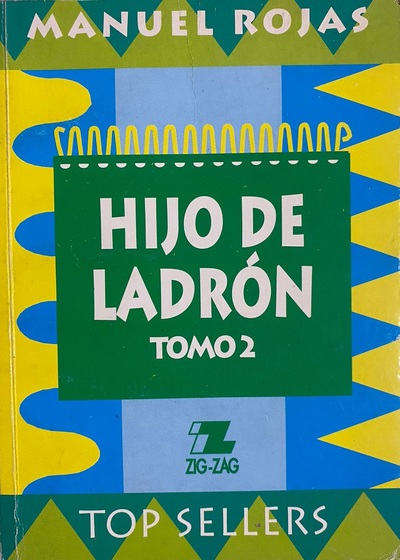 MANUEL ROJAS
HIJO DE
LADRÓN
TOMO 2
ZIG-ZAG
TOP SELLERS